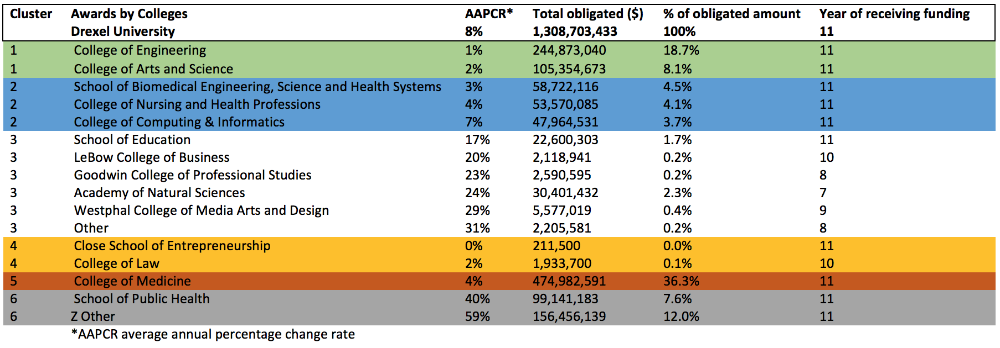 Cluster Awards by Colleges AAPCR* Total obligated ($) % of obligated amount Year of receiving funding
Drexel University 8% 1,308,703,433 100% 11
1 College of Engineering 1% 244,873,040 18.7% 11
1 College of Arts and Science 2% 105,354,673 8.1% 11
2 School of Biomedical Engineering, Science and Health Systems 3% 58,722,116 4.5% 11
2 College of Nursing and Health Professions 4% 53,570,085 4.1% 11
2 College of Computing & Informatics 7% 47,964,531 3.7% 11
3 School of Education 17% 22,600,303 1.7% 11
3 LeBow College of Business 20% 2,118,941 0.2% 10
3 Goodwin College of Professional Studies 23% 2,590,595 0.2% 8
3 Academy of Natural Sciences 24% 30,401,432 2.3% 7
3 Westphal College of Media Arts and Design 29% 5,577,019 0.4% 9
3 Other 31% 2,205,581 0.2% 8
4 Close School of Entrepreneurship 0% 211,500 0.0% 11
4 College of Law 2% 1,933,700 0.1% 10
5 College of Medicine 4% 474,982,591 36.3% 11
6 School of Public Health 40% 99,141,183 7.6% 11
6 Z Other 59% 156,456,139 12.0% 11
*AAPCR average annual percentage change rate